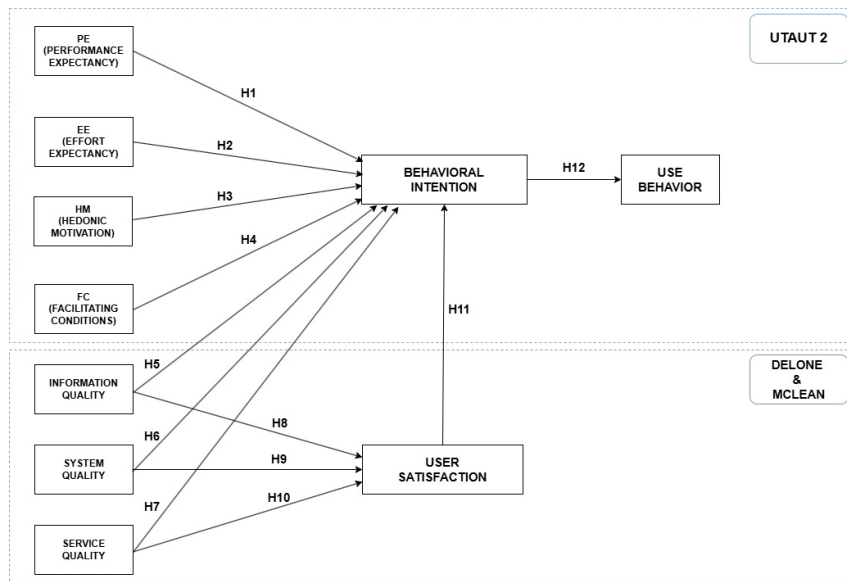 UTAUT 2
PE
(PERFORMANCE
EXPECTANCY)
H1
EE
(EFFORT
EXPECTANCY)
H2
BEHAVIORAL
INTENTION
H12
USE
BEHAVIOR
HM
(HEDONIC
MOTIVATION)
H3
H4
FC
(FACILITATING
CONDITIONS)
H11
DELONE
&
MCLEAN
INFORMATION
QUALITY
H5
H8
H6
SYSTEM
QUALITY
H9
USER
SATISFACTION
H10
H7
SERVICE
QUALITY